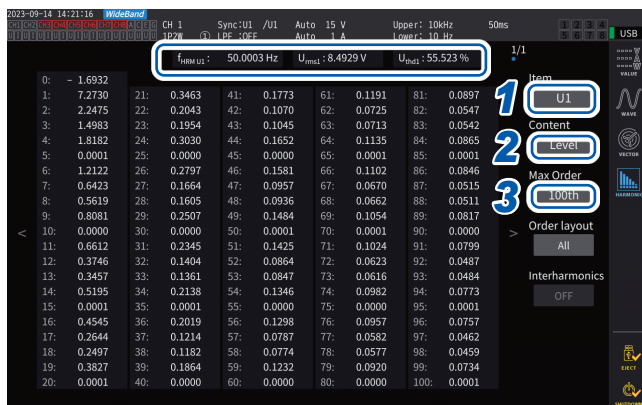 2023-09-14 14:21:16 WideBand
CH 1 Sync:U1 /U1 Auto 15 V Upper: 10kHz 50ms 1 2 3 4
1P2W ① LPF :OFF Auto 1 A Lower: 10 Hz 5 6 7 8 USB
fHRM U1 : 50.0003 Hz Urms1 : 8.4929 V Uthd1 : 55.523 % 1/1
VALUE
0: - 1.6932 Item
1: 7.2730 21: 0.3463 41: 0.1773 61: 0.1191 81: 0.0897 1 U1
2: 2.2475 22: 0.2043 42: 0.1070 62: 0.0725 82: 0.0547 WAVE
3: 1.4983 23: 0.1954 43: 0.1045 63: 0.0713 83: 0.0542 Content
4: 1.8182 24: 0.3030 44: 0.1652 64: 0.1135 84: 0.0865 2 Level
5: 0.0001 25: 0.0000 45: 0.0000 65: 0.0001 85: 0.0001 VECTOR
6: 1.2122 26: 0.2797 46: 0.1581 66: 0.1102 86: 0.0846 Max Order
7: 0.6423 27: 0.1664 47: 0.0957 67: 0.0670 87: 0.0515
8: 0.5619 28: 0.1605 48: 0.0936 68: 0.0662 88: 0.0511 3 100th HARMONIC
9: 0.8081 29: 0.2507 49: 0.1484 69: 0.1054 89: 0.0817
< 10: 0.0000 30: 0.0000 50: 0.0001 70: 0.0001 90: 0.0000 > Order layout
11: 0.6612 31: 0.2345 51: 0.1425 71: 0.1024 91: 0.0799 All
12: 0.3746 32: 0.1404 52: 0.0864 72: 0.0623 92: 0.0487
13: 0.3457 33: 0.1361 53: 0.0847 73: 0.0616 93: 0.0484 Interharmonics
14: 0.5195 34: 0.2138 54: 0.1346 74: 0.0982 94: 0.0773 OFF
15: 0.0001 35: 0.0001 55: 0.0000 75: 0.0000 95: 0.0001
16: 0.4545 36: 0.2019 56: 0.1298 76: 0.0957 96: 0.0757
17: 0.2644 37: 0.1214 57: 0.0787 77: 0.0582 97: 0.0462
18: 0.2497 38: 0.1182 58: 0.0774 78: 0.0577 98: 0.0459 EJECT
19: 0.3827 39: 0.1864 59: 0.1232 79: 0.0920 99: 0.0734
20: 0.0001 40: 0.0000 60: 0.0000 80: 0.0000 100: 0.0001
SHUTDOWN